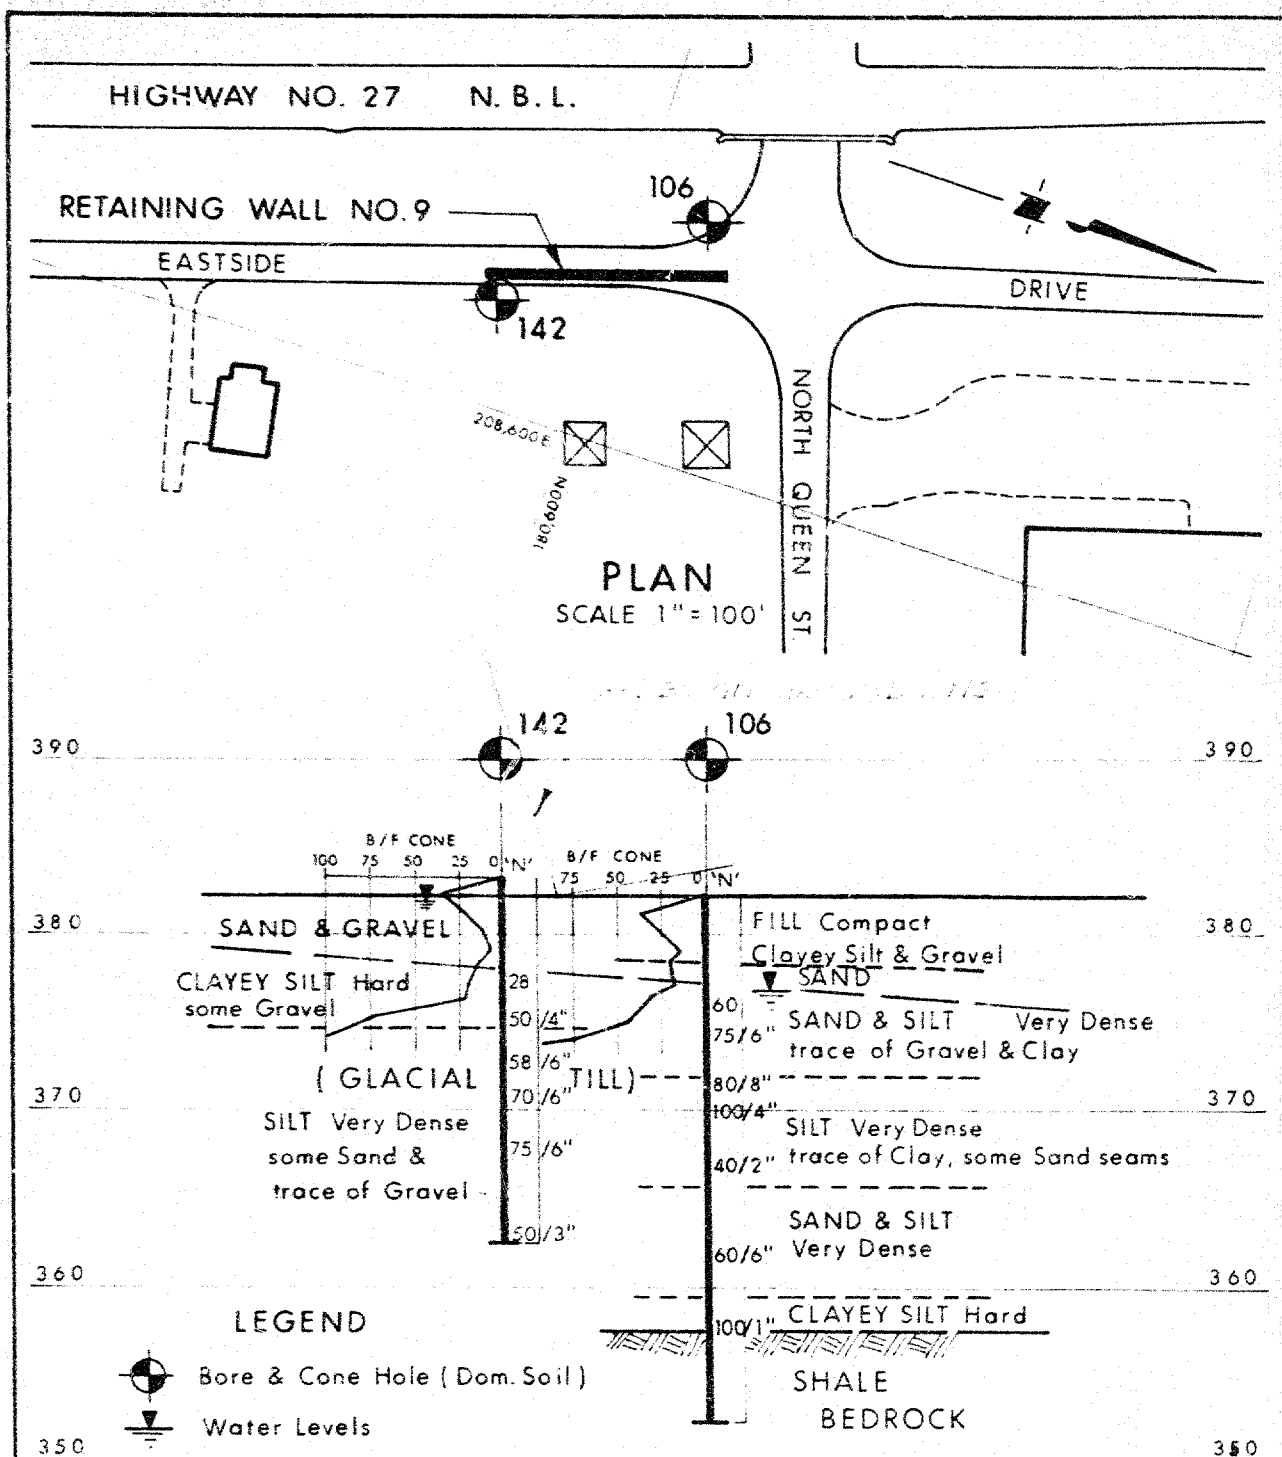 HIGHWAY NO. 27 N.B.L.
106
RETAINING WALL NO. 9
EASTSIDE
DRIVE
142
NORTH QUEEN ST.
208,600 E
180,600N
PLAN
SCALE 1" = 100'
142
106
390
390
B/F CONE
100 75 50 25 0 'N'
B/F CONE
75 50 25 0 'N'
380
SAND & GRAVEL
FILL Compact
Clayey Silt & Gravel
380
CLAYEY SILT Hard
some Gravel
28
SAND
60
50/4"
75/6"
SAND & SILT Very Dense
trace of Gravel & Clay
58/6"
(GLACIAL TILL)
80/8"
370
70/6"
100/4"
370
SILT Very Dense
some Sand &
trace of Gravel
75/6"
SILT Very Dense
trace of Clay, some Sand seams
40/2"
50/3"
SAND & SILT
Very Dense
60/6"
360
360
LEGEND
100/1"
CLAYEY SILT Hard
Bore & Cone Hole (Dom. Soil)
SHALE
BEDROCK
Water Levels
350
350